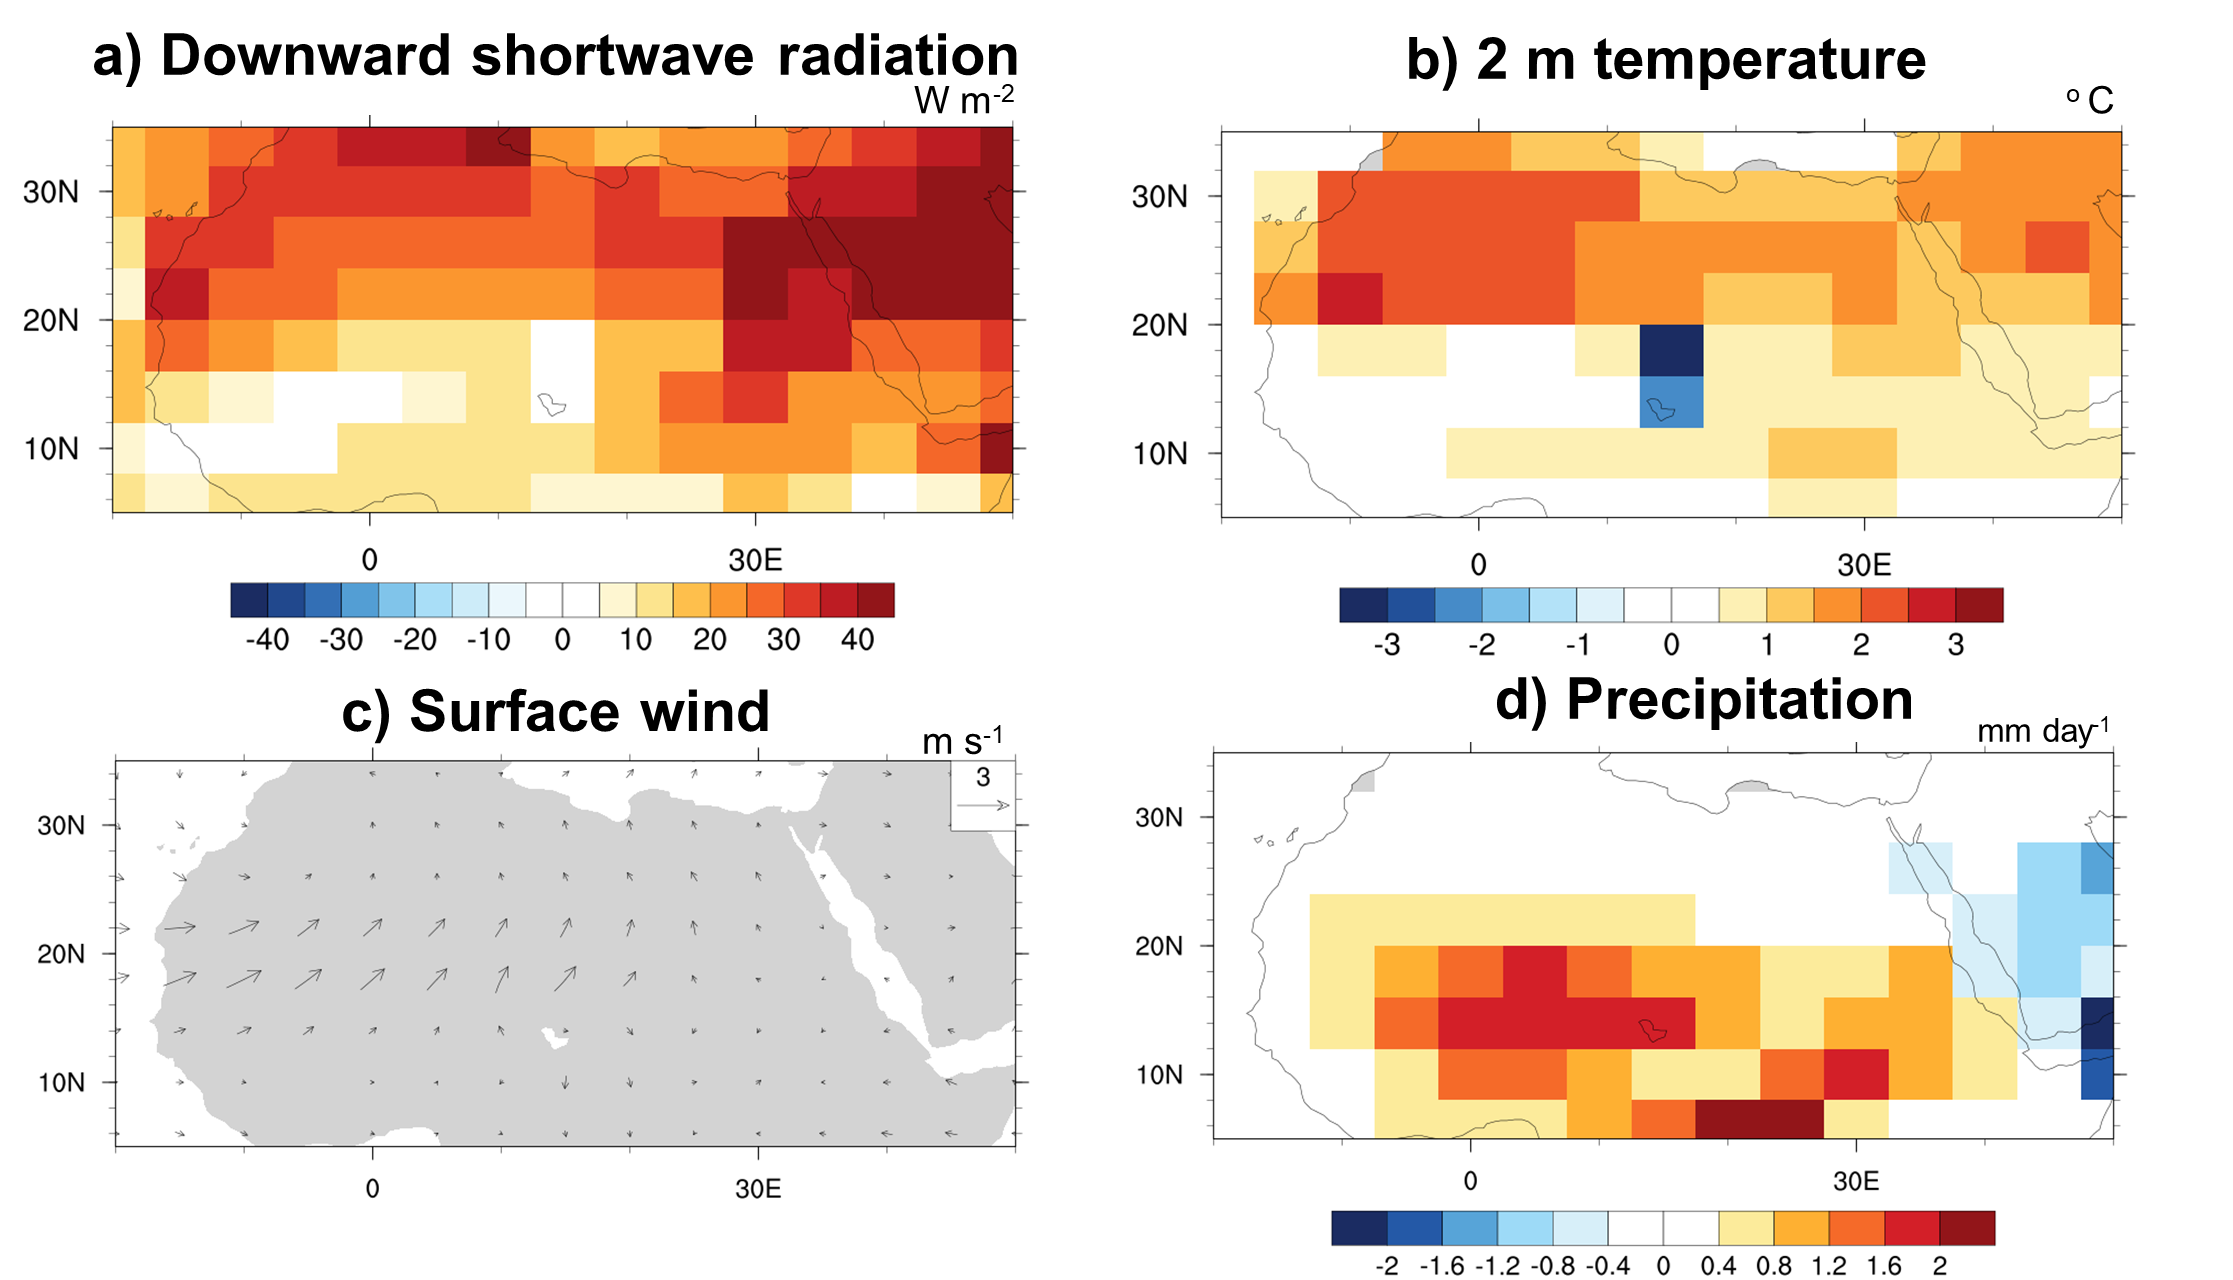 a) Downward shortwave radiation
W m-2
30N
20N
10N
0 30E
-40 -30 -20 -10 0 10 20 30 40
b) 2 m temperature
o C
30N
20N
10N
0 30E
-3 -2 -1 0 1 2 3
c) Surface wind
m s-1
3
30N
20N
10N
0 30E
d) Precipitation
mm day-1
30N
20N
10N
0 30E
-2 -1.6 -1.2 -0.8 -0.4 0 0.4 0.8 1.2 1.6 2